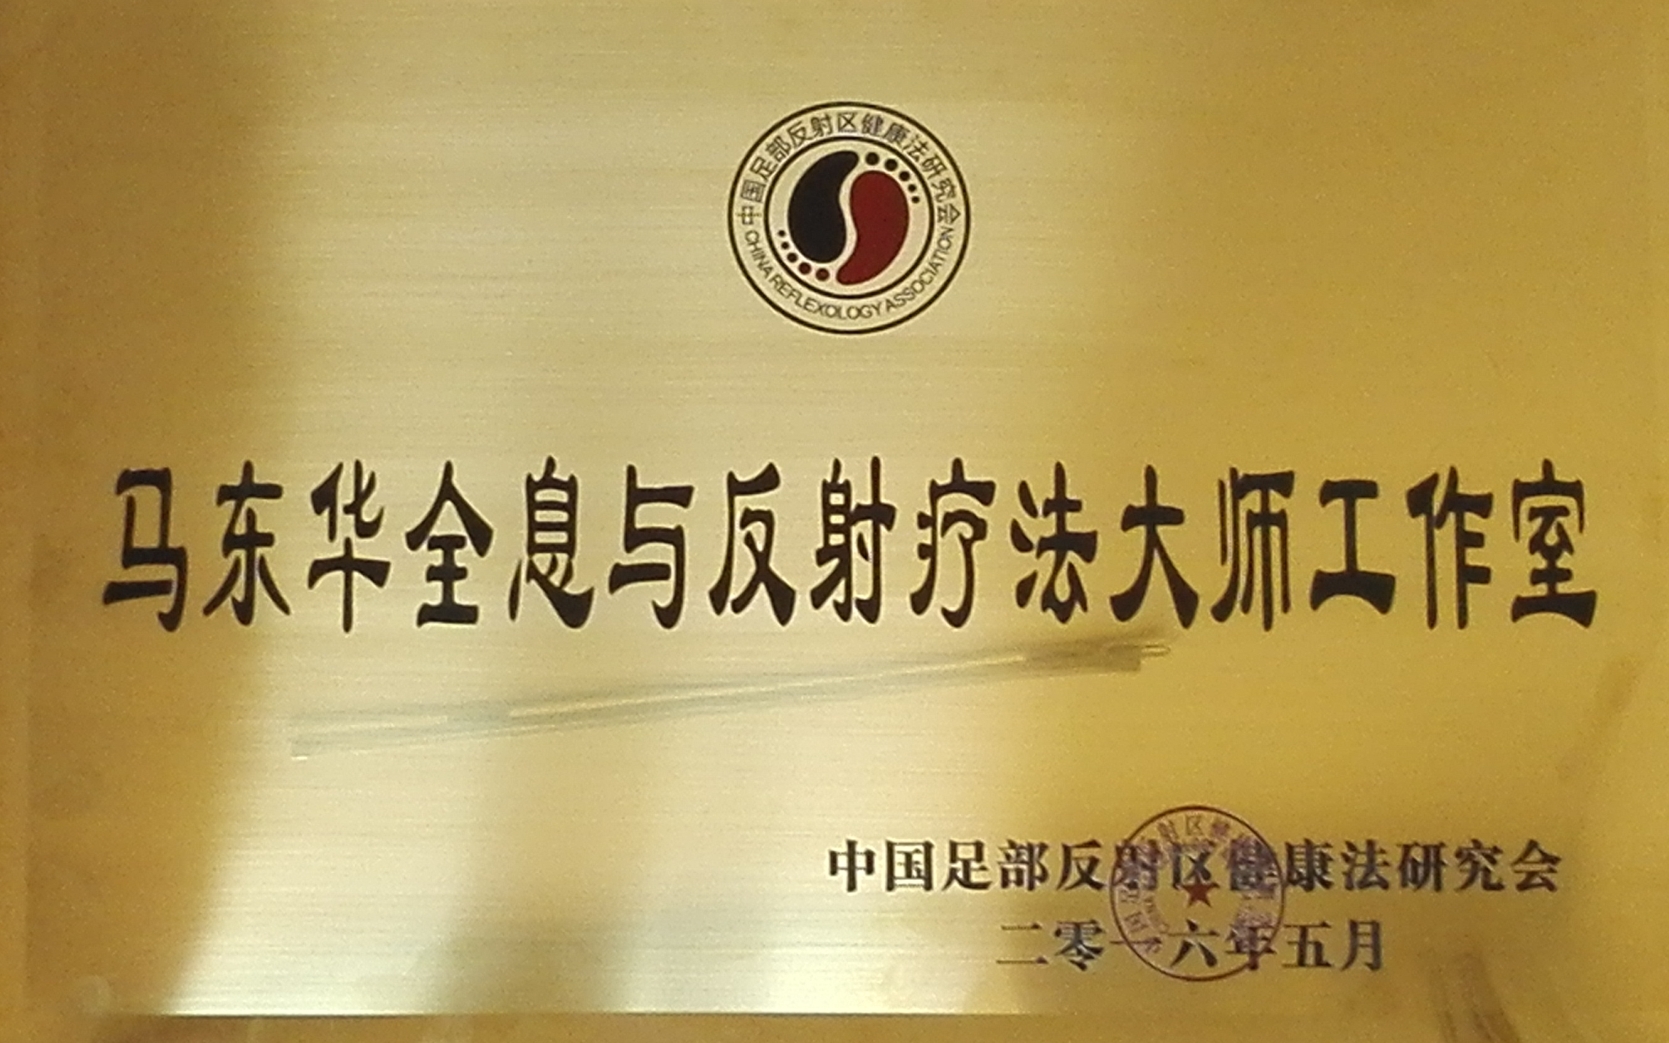 中国足部反射区健康法研究会
CHINA REFLEXOLOGY ASSOCIATION
马东华全息与反射疗法大师工作室
中国足部反射区健康法研究会
二零一六年五月